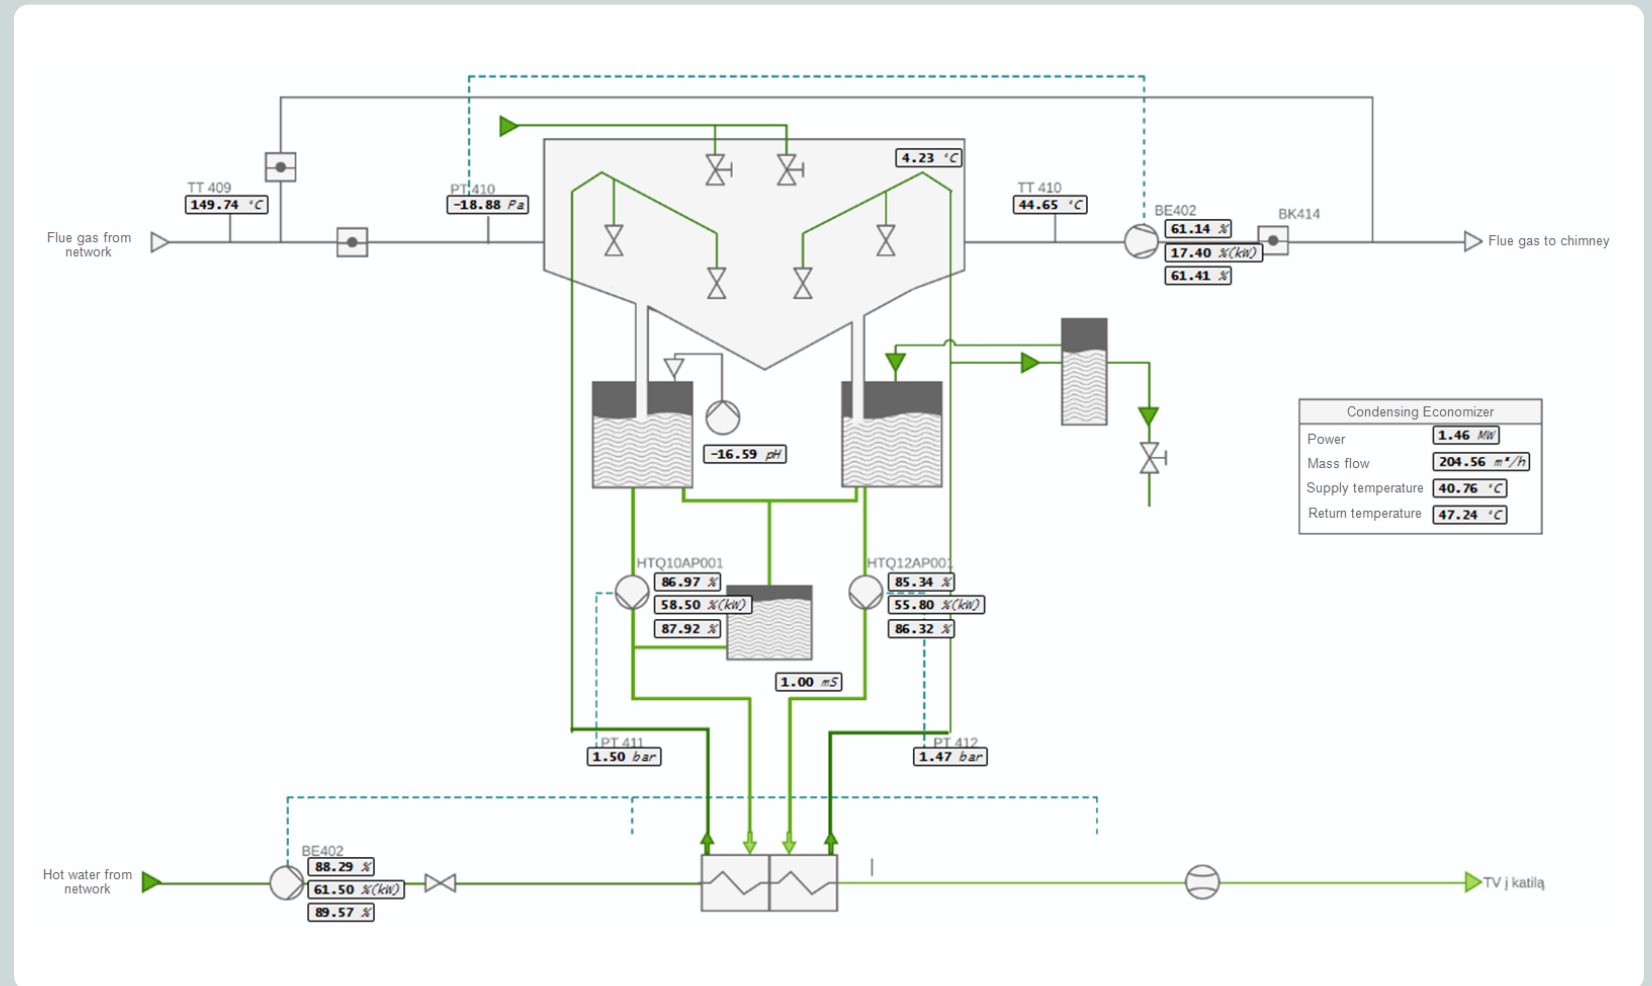 4.23 °C
TT 409
149.74 °C
PT 410
-18.88 Pa
TT 410
44.65 °C
BE402
61.14 %
17.40 %(kW)
61.41 %
BK414
Flue gas from
network
Flue gas to chimney
-16.59 pH
Condensing Economizer
Power 1.46 MW
Mass flow 204.56 m³/h
Supply temperature 40.76 °C
Return temperature 47.24 °C
HTQ10AP001
86.97 %
58.50 %(kW)
87.92 %
HTQ12AP001
85.34 %
55.80 %(kW)
86.32 %
1.00 mS
PT 411
1.50 bar
PT 412
1.47 bar
BE402
88.29 %
61.50 %(kW)
89.57 %
Hot water from
network
TV į katilą